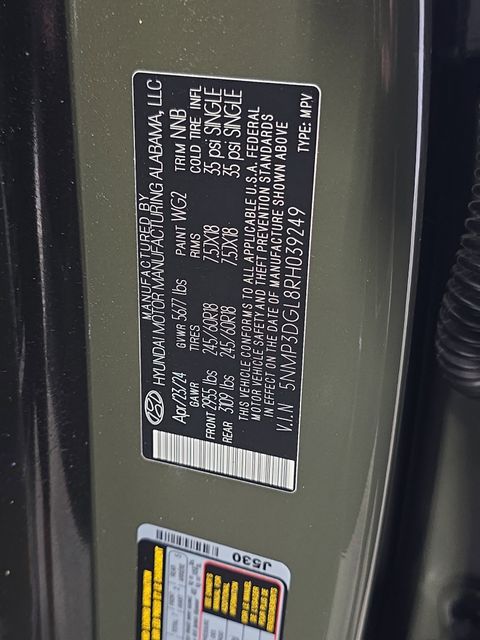 MANUFACTURED BY
HYUNDAI MOTOR MANUFACTURING ALABAMA, LLC
Apr/23/24 GVWR 5677 lbs PAINT WG2 TRIM NNB
GAWR TIRES RIMS COLD TIRE INFL
FRONT 2955 lbs 245/60R18 7.5JX18 35 psi SINGLE
REAR 3109 lbs 245/60R18 7.5JX18 35 psi SINGLE
THIS VEHICLE CONFORMS TO ALL APPLICABLE U.S.A. FEDERAL
MOTOR VEHICLE SAFETY AND THEFT PREVENTION STANDARDS
IN EFFECT ON THE DATE OF MANUFACTURE SHOWN ABOVE
V.I.N 5NMP3DGL8RH039249 TYPE: MPV
J530